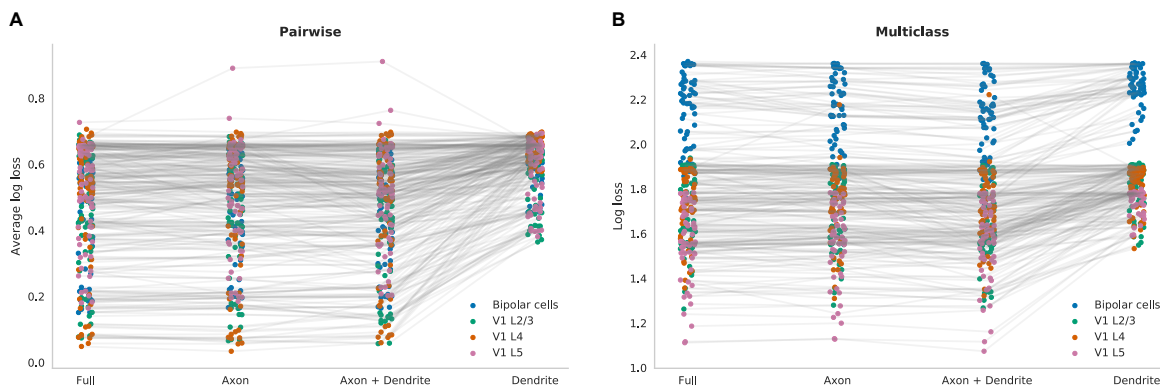 A
Pairwise
Average log loss
0.8
0.6
0.4
0.2
0.0
Bipolar cells
V1 L2/3
V1 L4
V1 L5
Full
Axon
Axon + Dendrite
Dendrite
B
Multiclass
Log loss
2.4
2.2
2.0
1.8
1.6
1.4
1.2
1.0
Bipolar cells
V1 L2/3
V1 L4
V1 L5
Full
Axon
Axon + Dendrite
Dendrite